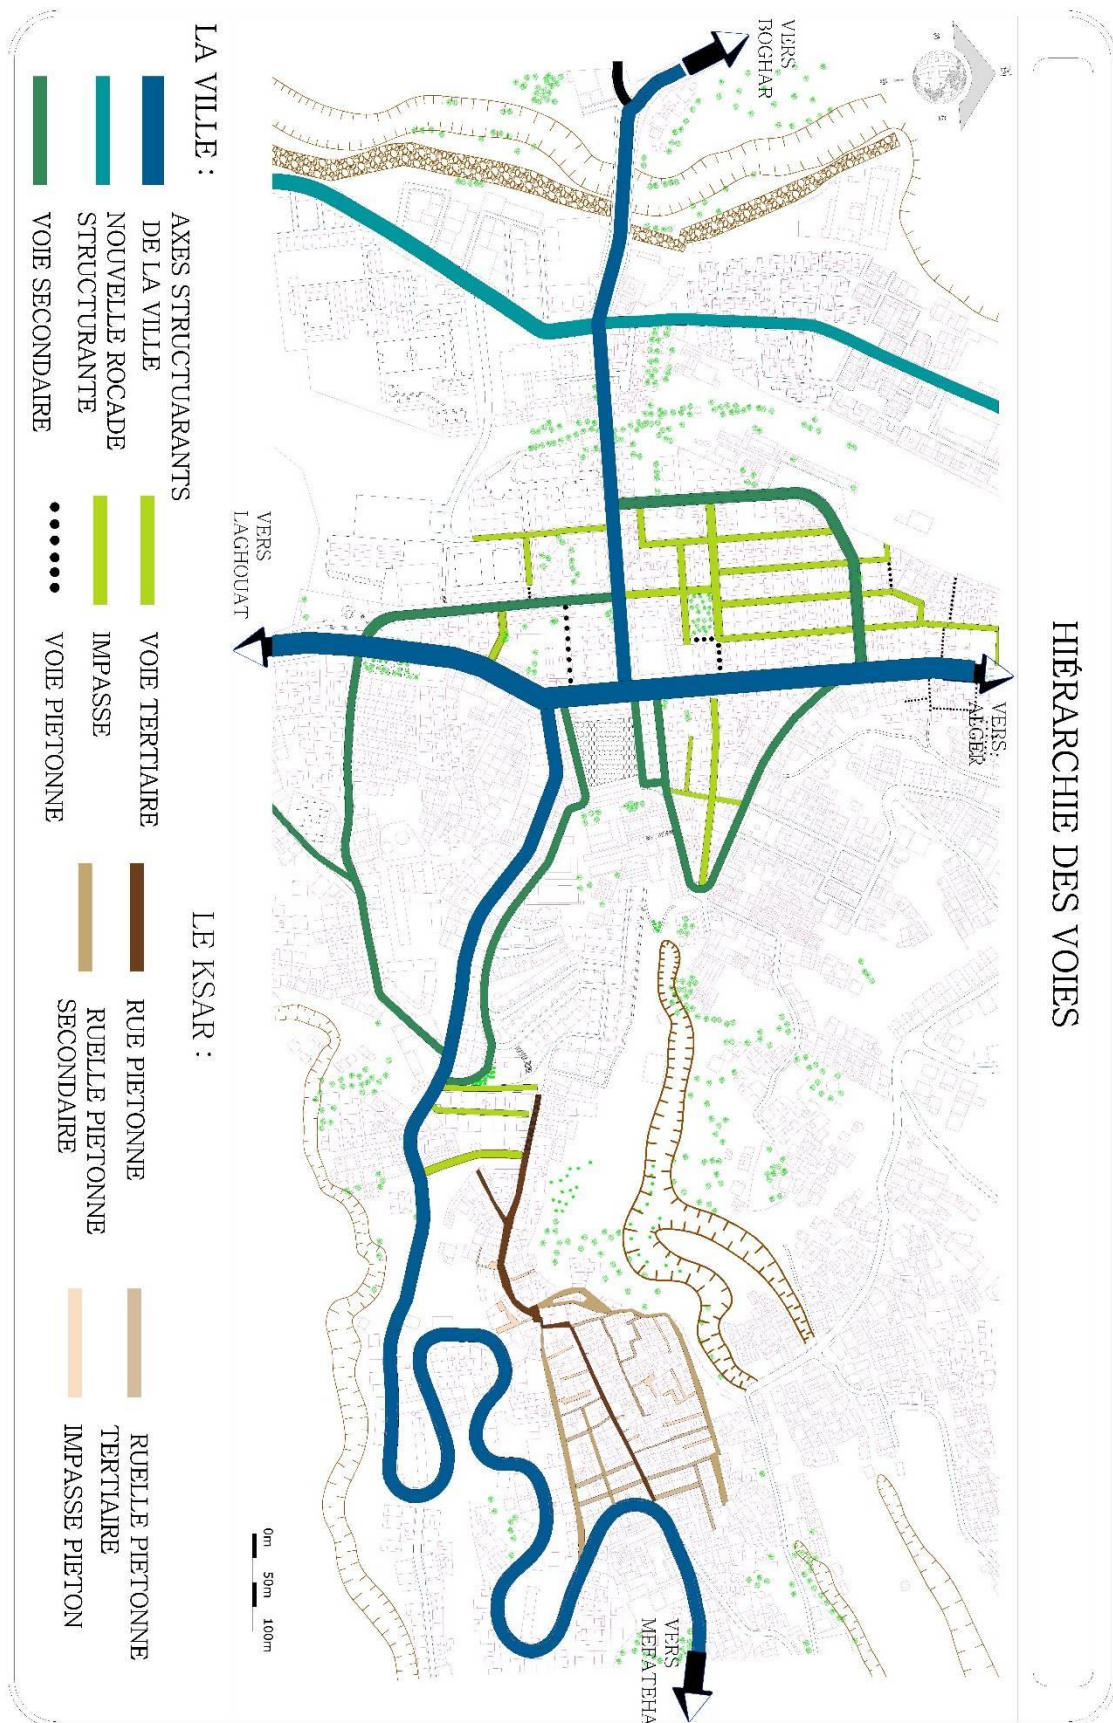 HIÉRARCHIE DES VOIES
VERS
BOGHAR
VERS:
ALGER
VERS
LAGHOUAT
VERS
MEFATEHA
0m 50m 100m
LA VILLE :
AXES STRUCTUARANTS
DE LA VILLE
NOUVELLE ROCADE
STRUCTURANTE
VOIE SECONDAIRE
VOIE TERTIAIRE
IMPASSE
VOIE PIETONNE
LE KSAR :
RUE PIETONNE
RUELLE PIETONNE
SECONDAIRE
RUELLE PIETONNE
TERTIAIRE
IMPASSE PIETON